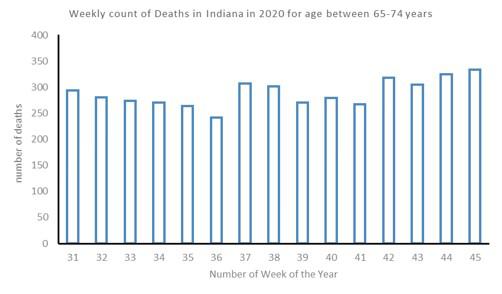 Weekly count of Deaths in Indiana in 2020 for age between 65-74 years
400
350
300
250
200
150
100
50
0
number of deaths
31 32 33 34 35 36 37 38 39 40 41 42 43 44 45
Number of Week of the Year